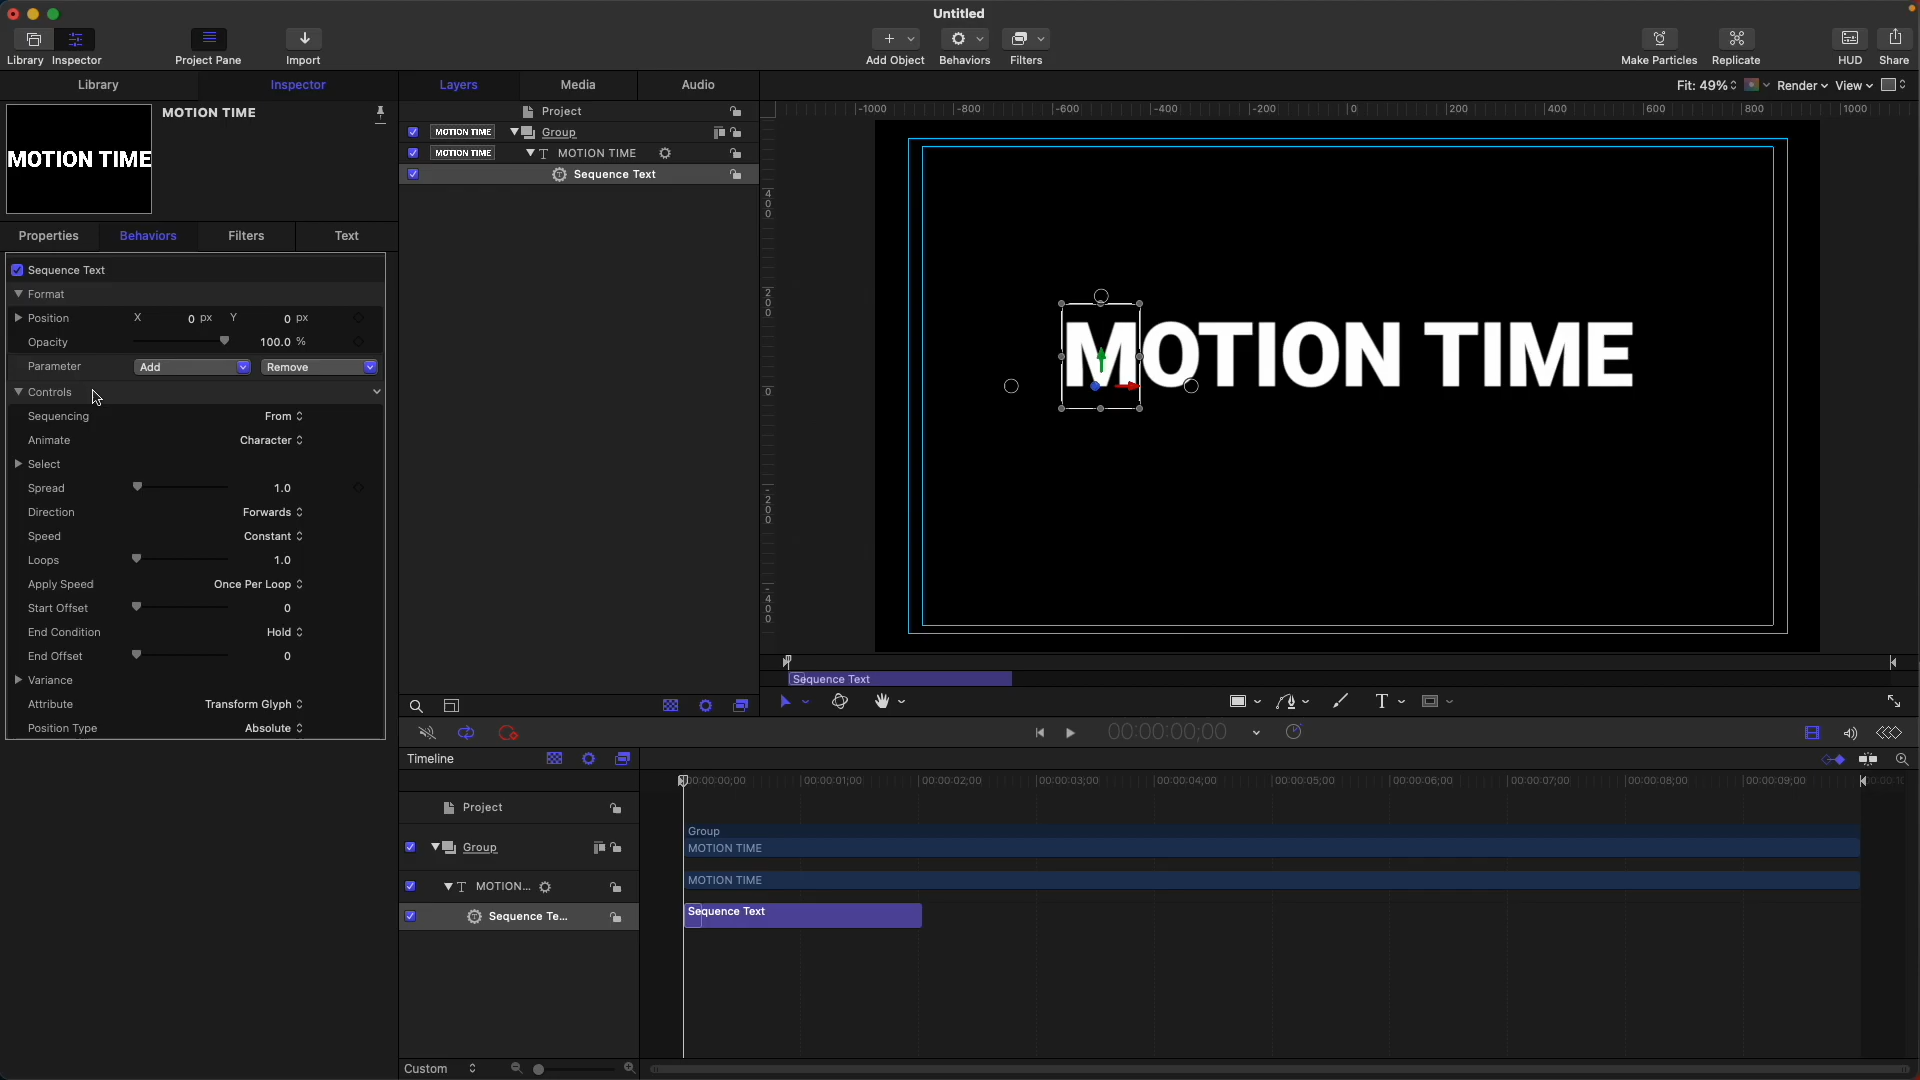 Untitled
Library Inspector Project Pane Import Add Object Behaviors Filters Make Particles Replicate HUD Share
Library Inspector Layers Media Audio Fit: 49% Render View
MOTION TIME
MOTION TIME
Properties Behaviors Filters Text
Sequence Text
Format
Position X 0 px Y 0 px
Opacity 100.0 %
Parameter Add Remove
Controls
Sequencing From
Animate Character
Select
Spread 1.0
Direction Forwards
Speed Constant
Loops 1.0
Apply Speed Once Per Loop
Start Offset 0
End Condition Hold
End Offset 0
Variance
Attribute Transform Glyph
Position Type Absolute
Project
MOTION TIME Group
MOTION TIME MOTION TIME
Sequence Text
-1000 -800 -600 -400 -200 0 200 400 600 800 1000
400
200
0
-200
-400
MOTION TIME
Sequence Text
00:00:00;00
Timeline
00:00:00;00 00:00:01;00 00:00:02;00 00:00:03;00 00:00:04;00 00:00:05;00 00:00:06;00 00:00:07;00 00:00:08;00 00:00:09;00
Project
Group
Group
MOTION TIME
MOTION... MOTION TIME
Sequence Te... Sequence Text
Custom